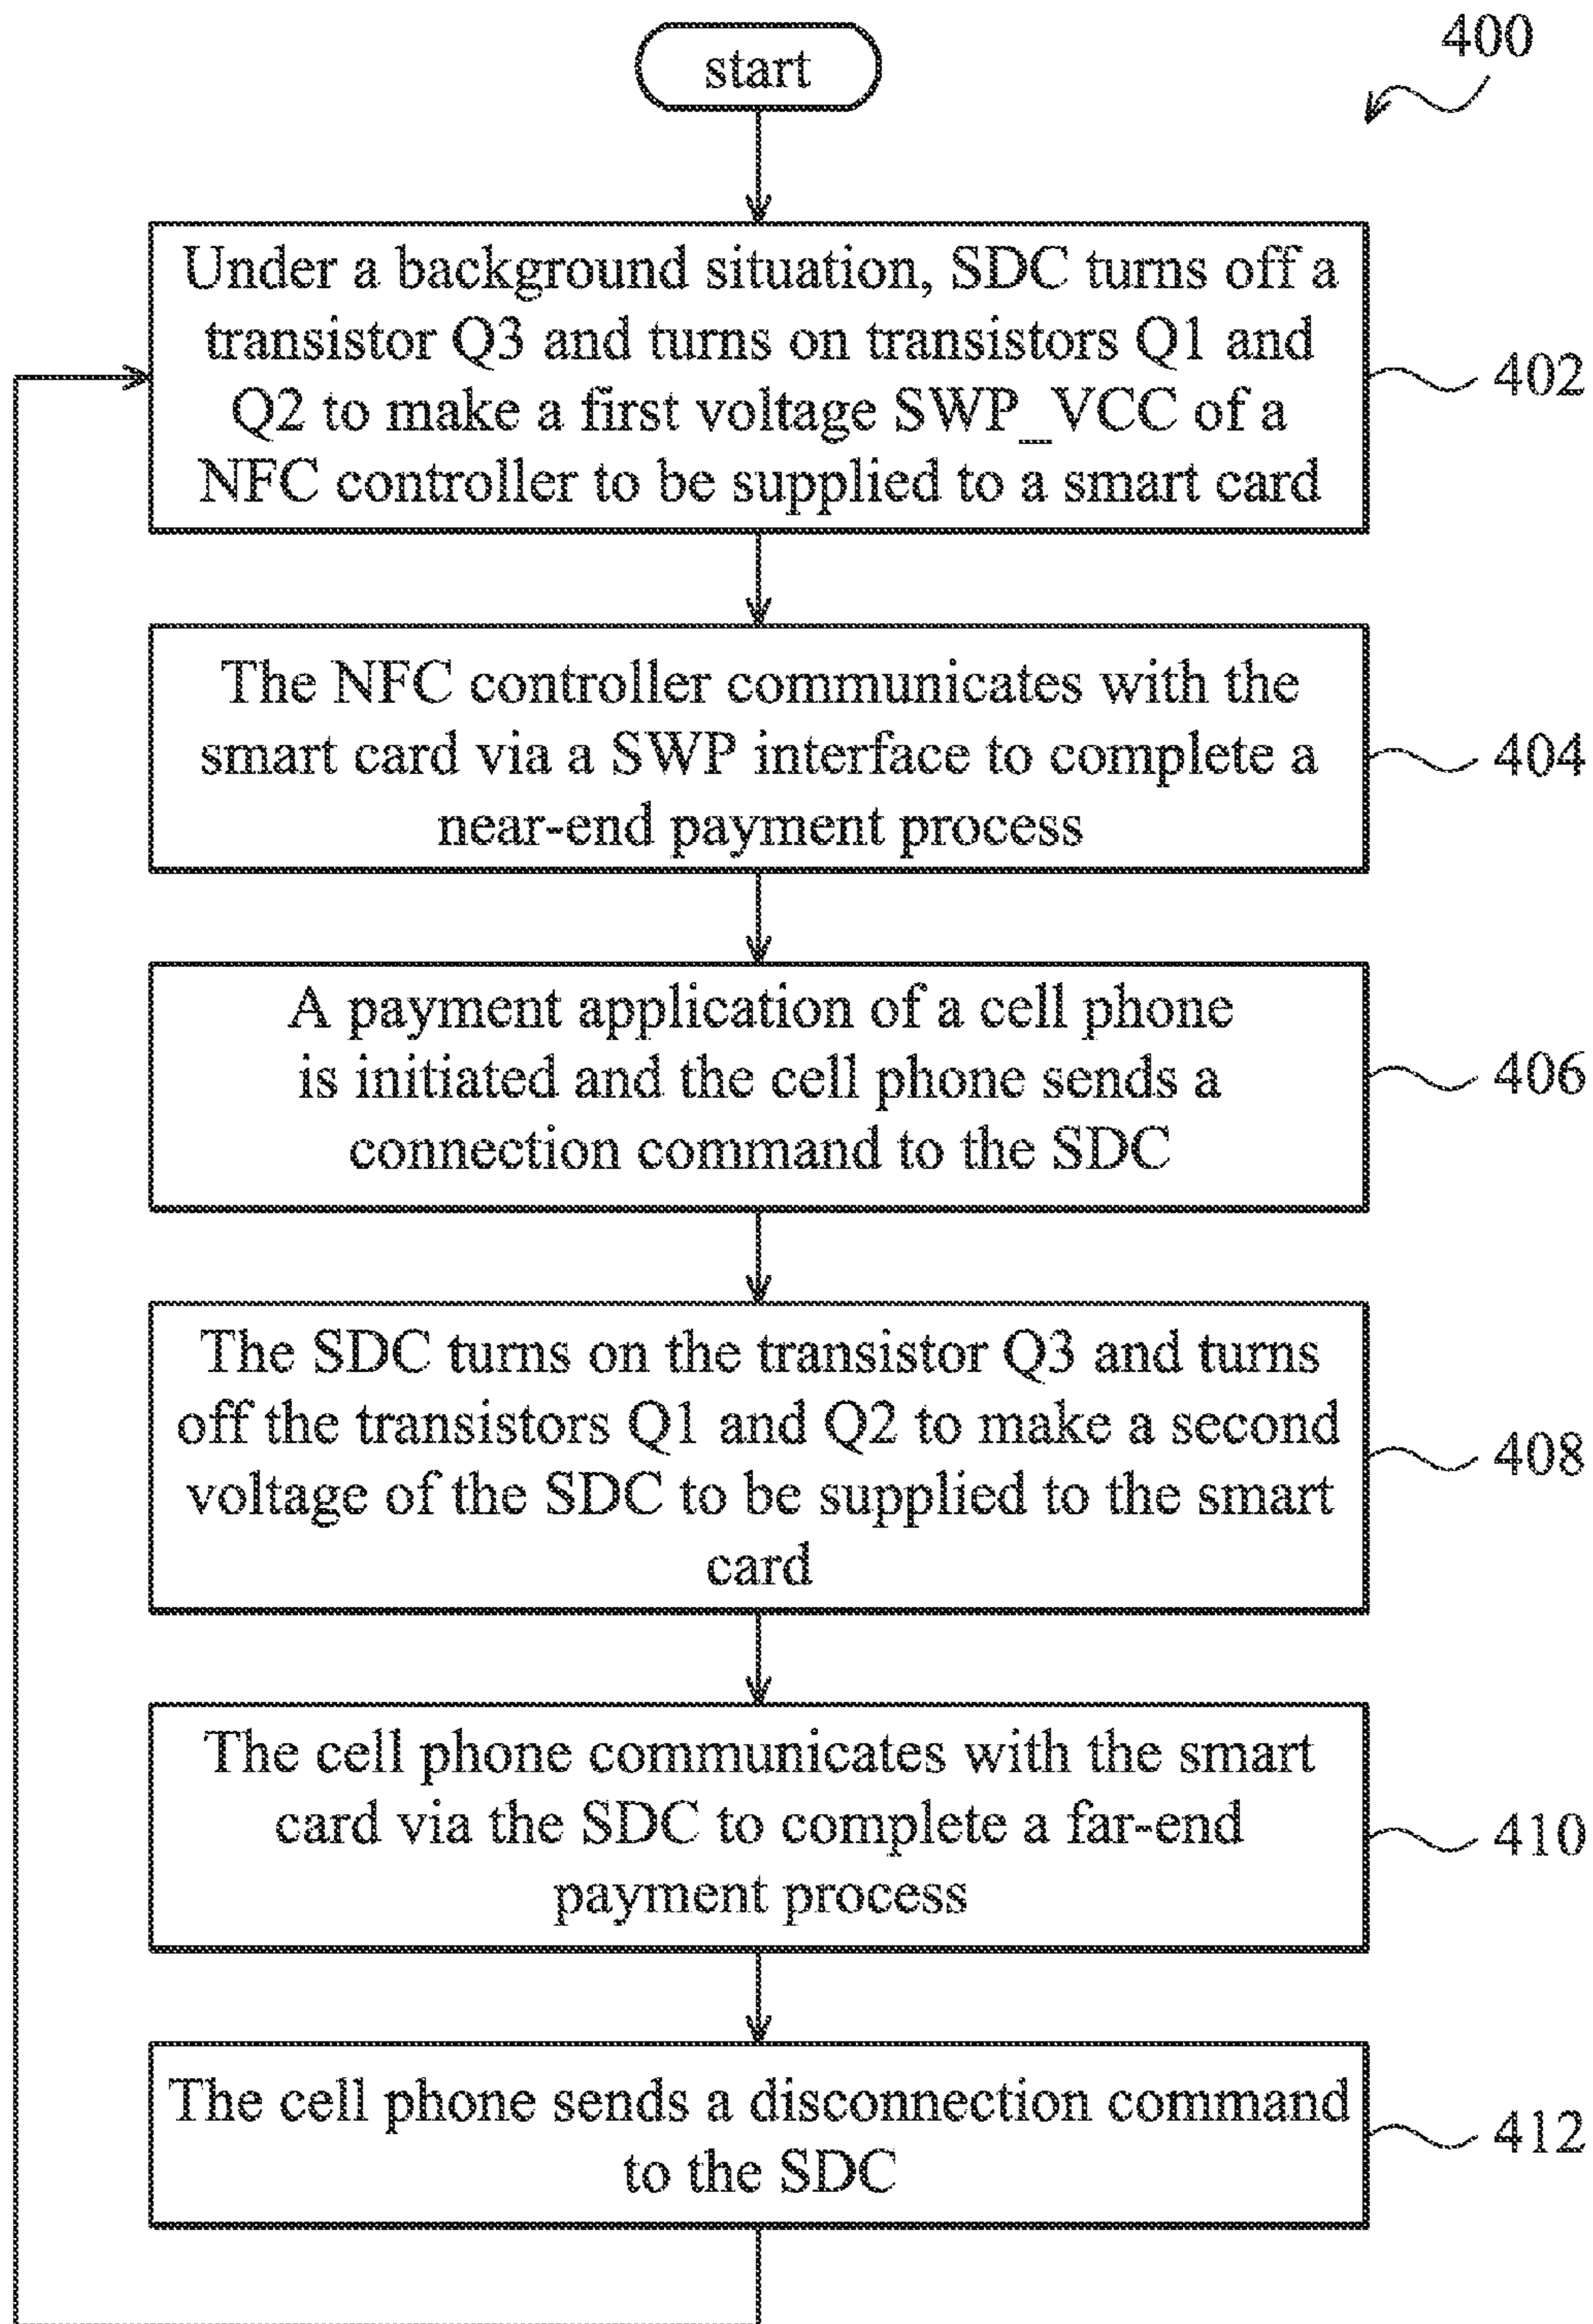 400
start
Under a background situation, SDC turns off a
transistor Q3 and turns on transistors Q1 and
Q2 to make a first voltage SWP_VCC of a
NFC controller to be supplied to a smart card
402
The NFC controller communicates with the
smart card via a SWP interface to complete a
near-end payment process
404
A payment application of a cell phone
is initiated and the cell phone sends a
connection command to the SDC
406
The SDC turns on the transistor Q3 and turns
off the transistors Q1 and Q2 to make a second
voltage of the SDC to be supplied to the smart
card
408
The cell phone communicates with the smart
card via the SDC to complete a far-end
payment process
410
The cell phone sends a disconnection command
to the SDC
412